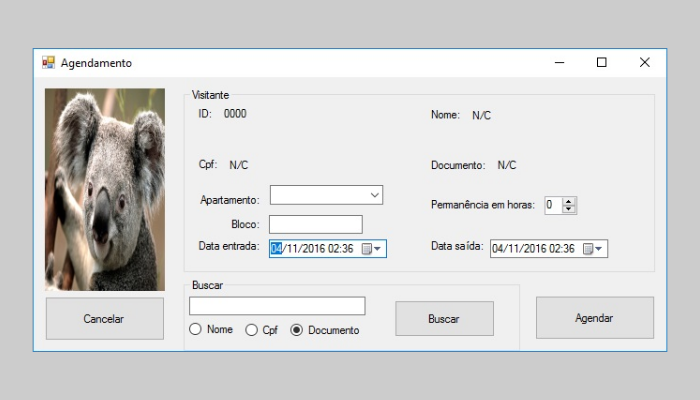 Agendamento
Visitante
ID: 0000
Nome: N/C
Cpf: N/C
Documento: N/C
Apartamento:
Permanência em horas: 0
Bloco:
Data entrada: 04/11/2016 02:36
Data saída: 04/11/2016 02:36
Buscar
Nome
Cpf
Documento
Buscar
Cancelar
Agendar